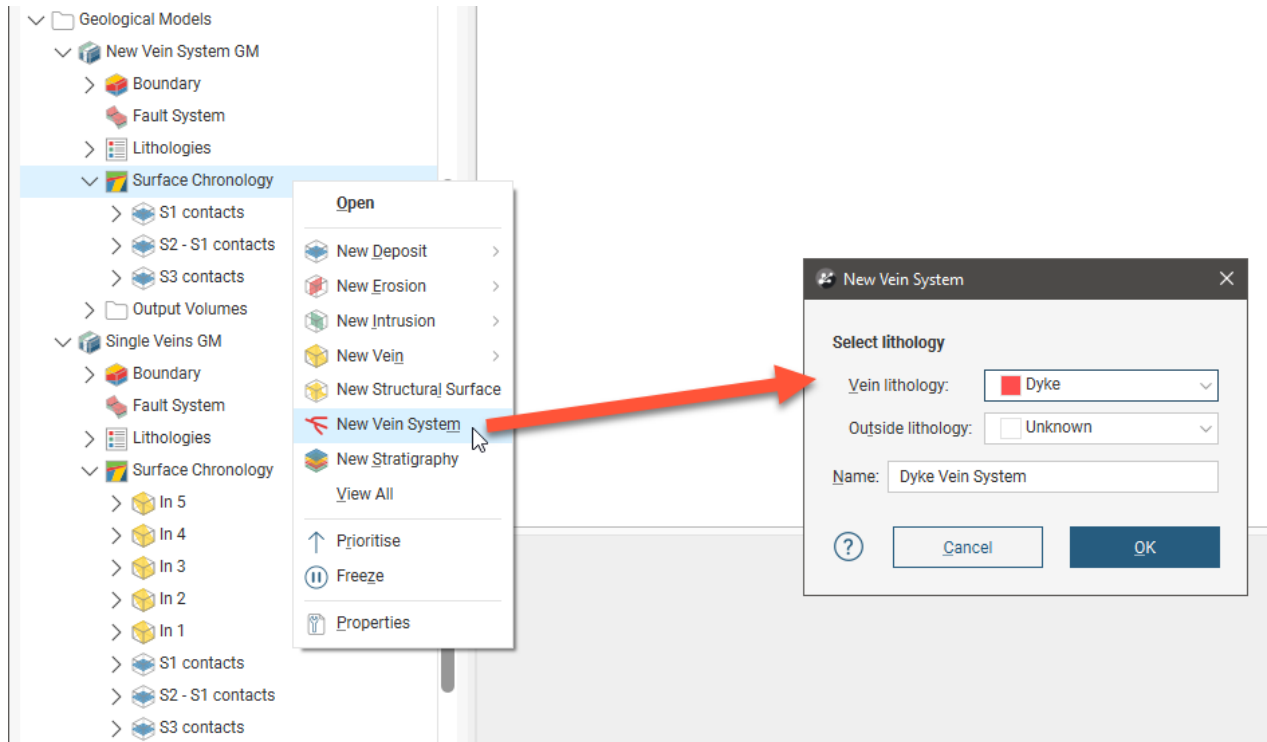 Geological Models
New Vein System GM
Boundary
Fault System
Lithologies
Surface Chronology
S1 contacts
S2 - S1 contacts
S3 contacts
Output Volumes
Single Veins GM
Boundary
Fault System
Lithologies
Surface Chronology
In 5
In 4
In 3
In 2
In 1
S1 contacts
S2 - S1 contacts
S3 contacts
Open
New Deposit
New Erosion
New Intrusion
New Vein
New Structural Surface
New Vein System
New Stratigraphy
View All
Prioritise
Freeze
Properties
New Vein System
Select lithology
Vein lithology: Dyke
Outside lithology: Unknown
Name: Dyke Vein System
? Cancel OK